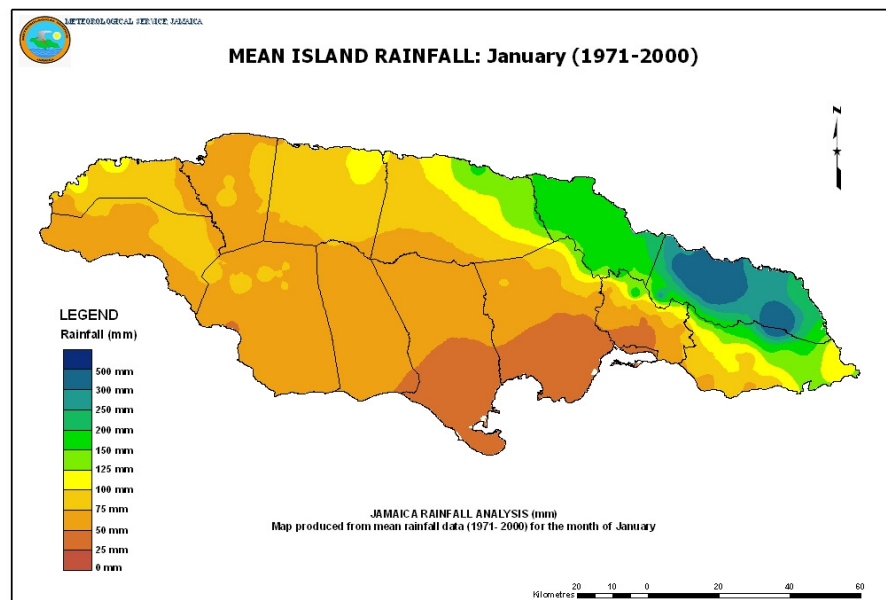 METEOROLOGICAL SERVICE, JAMAICA
MEAN ISLAND RAINFALL: January (1971-2000)
N
LEGEND
Rainfall (mm)
500 mm
300 mm
250 mm
200 mm
150 mm
125 mm
100 mm
75 mm
50 mm
25 mm
0 mm
JAMAICA RAINFALL ANALYSIS (mm)
Map produced from mean rainfall data (1971- 2000) for the month of January
20 10 0 20 40 60
Kilometres